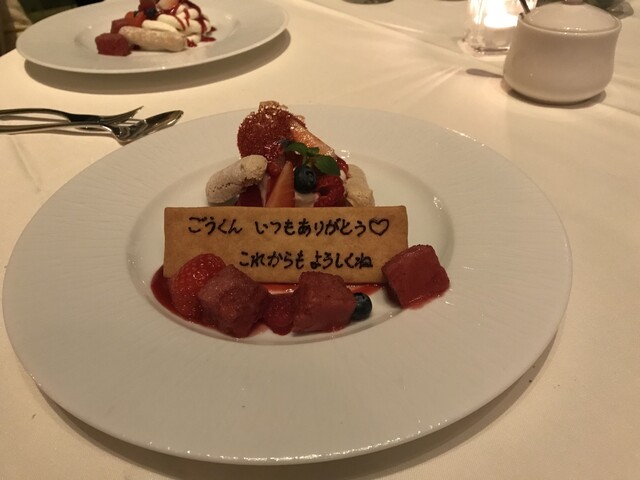 ごうくん いつもありがとう♡
これからもようしくね